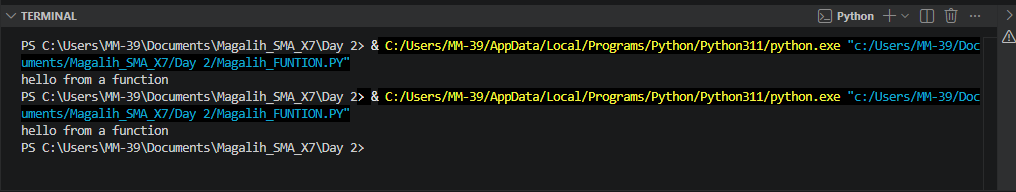 TERMINAL
Python
PS C:\Users\MM-39\Documents\Magalih_SMA_X7\Day 2> & C:/Users/MM-39/AppData/Local/Programs/Python/Python311/python.exe "c:/Users/MM-39/Doc
uments/Magalih_SMA_X7/Day 2/Magalih_FUNTION.PY"
hello from a function
PS C:\Users\MM-39\Documents\Magalih_SMA_X7\Day 2> & C:/Users/MM-39/AppData/Local/Programs/Python/Python311/python.exe "c:/Users/MM-39/Doc
uments/Magalih_SMA_X7/Day 2/Magalih_FUNTION.PY"
hello from a function
PS C:\Users\MM-39\Documents\Magalih_SMA_X7\Day 2>